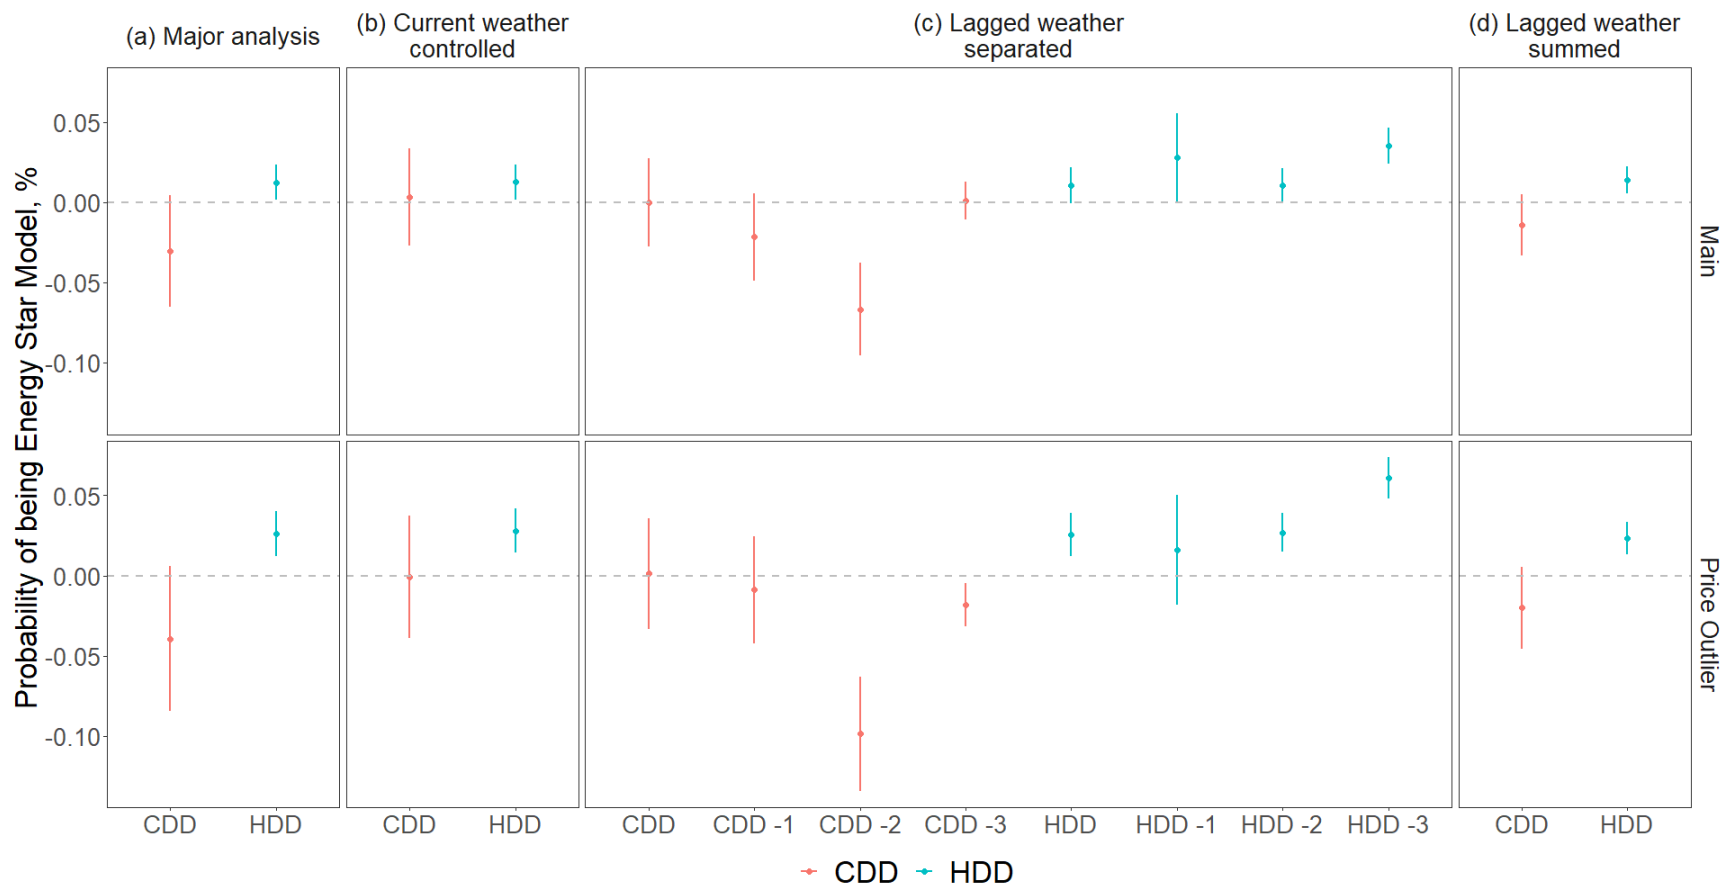 (a) Major analysis
(b) Current weather
controlled
(c) Lagged weather
separated
(d) Lagged weather
summed
Probability of being Energy Star Model, %
0.05
0.00
-0.05
-0.10
Main
0.05
0.00
-0.05
-0.10
Price Outlier
CDD HDD CDD HDD CDD CDD -1 CDD -2 CDD -3 HDD HDD -1 HDD -2 HDD -3 CDD HDD
CDD HDD